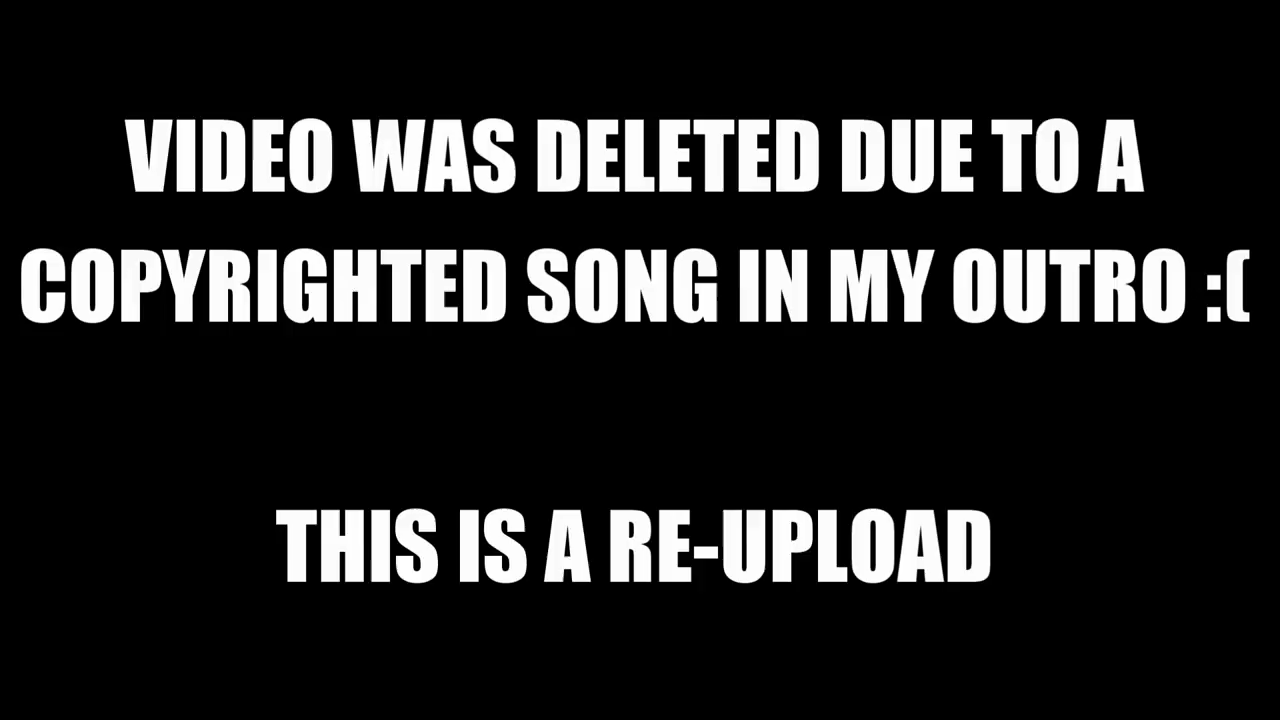 VIDEO WAS DELETED DUE TO A
COPYRIGHTED SONG IN MY OUTRO :(
THIS IS A RE-UPLOAD